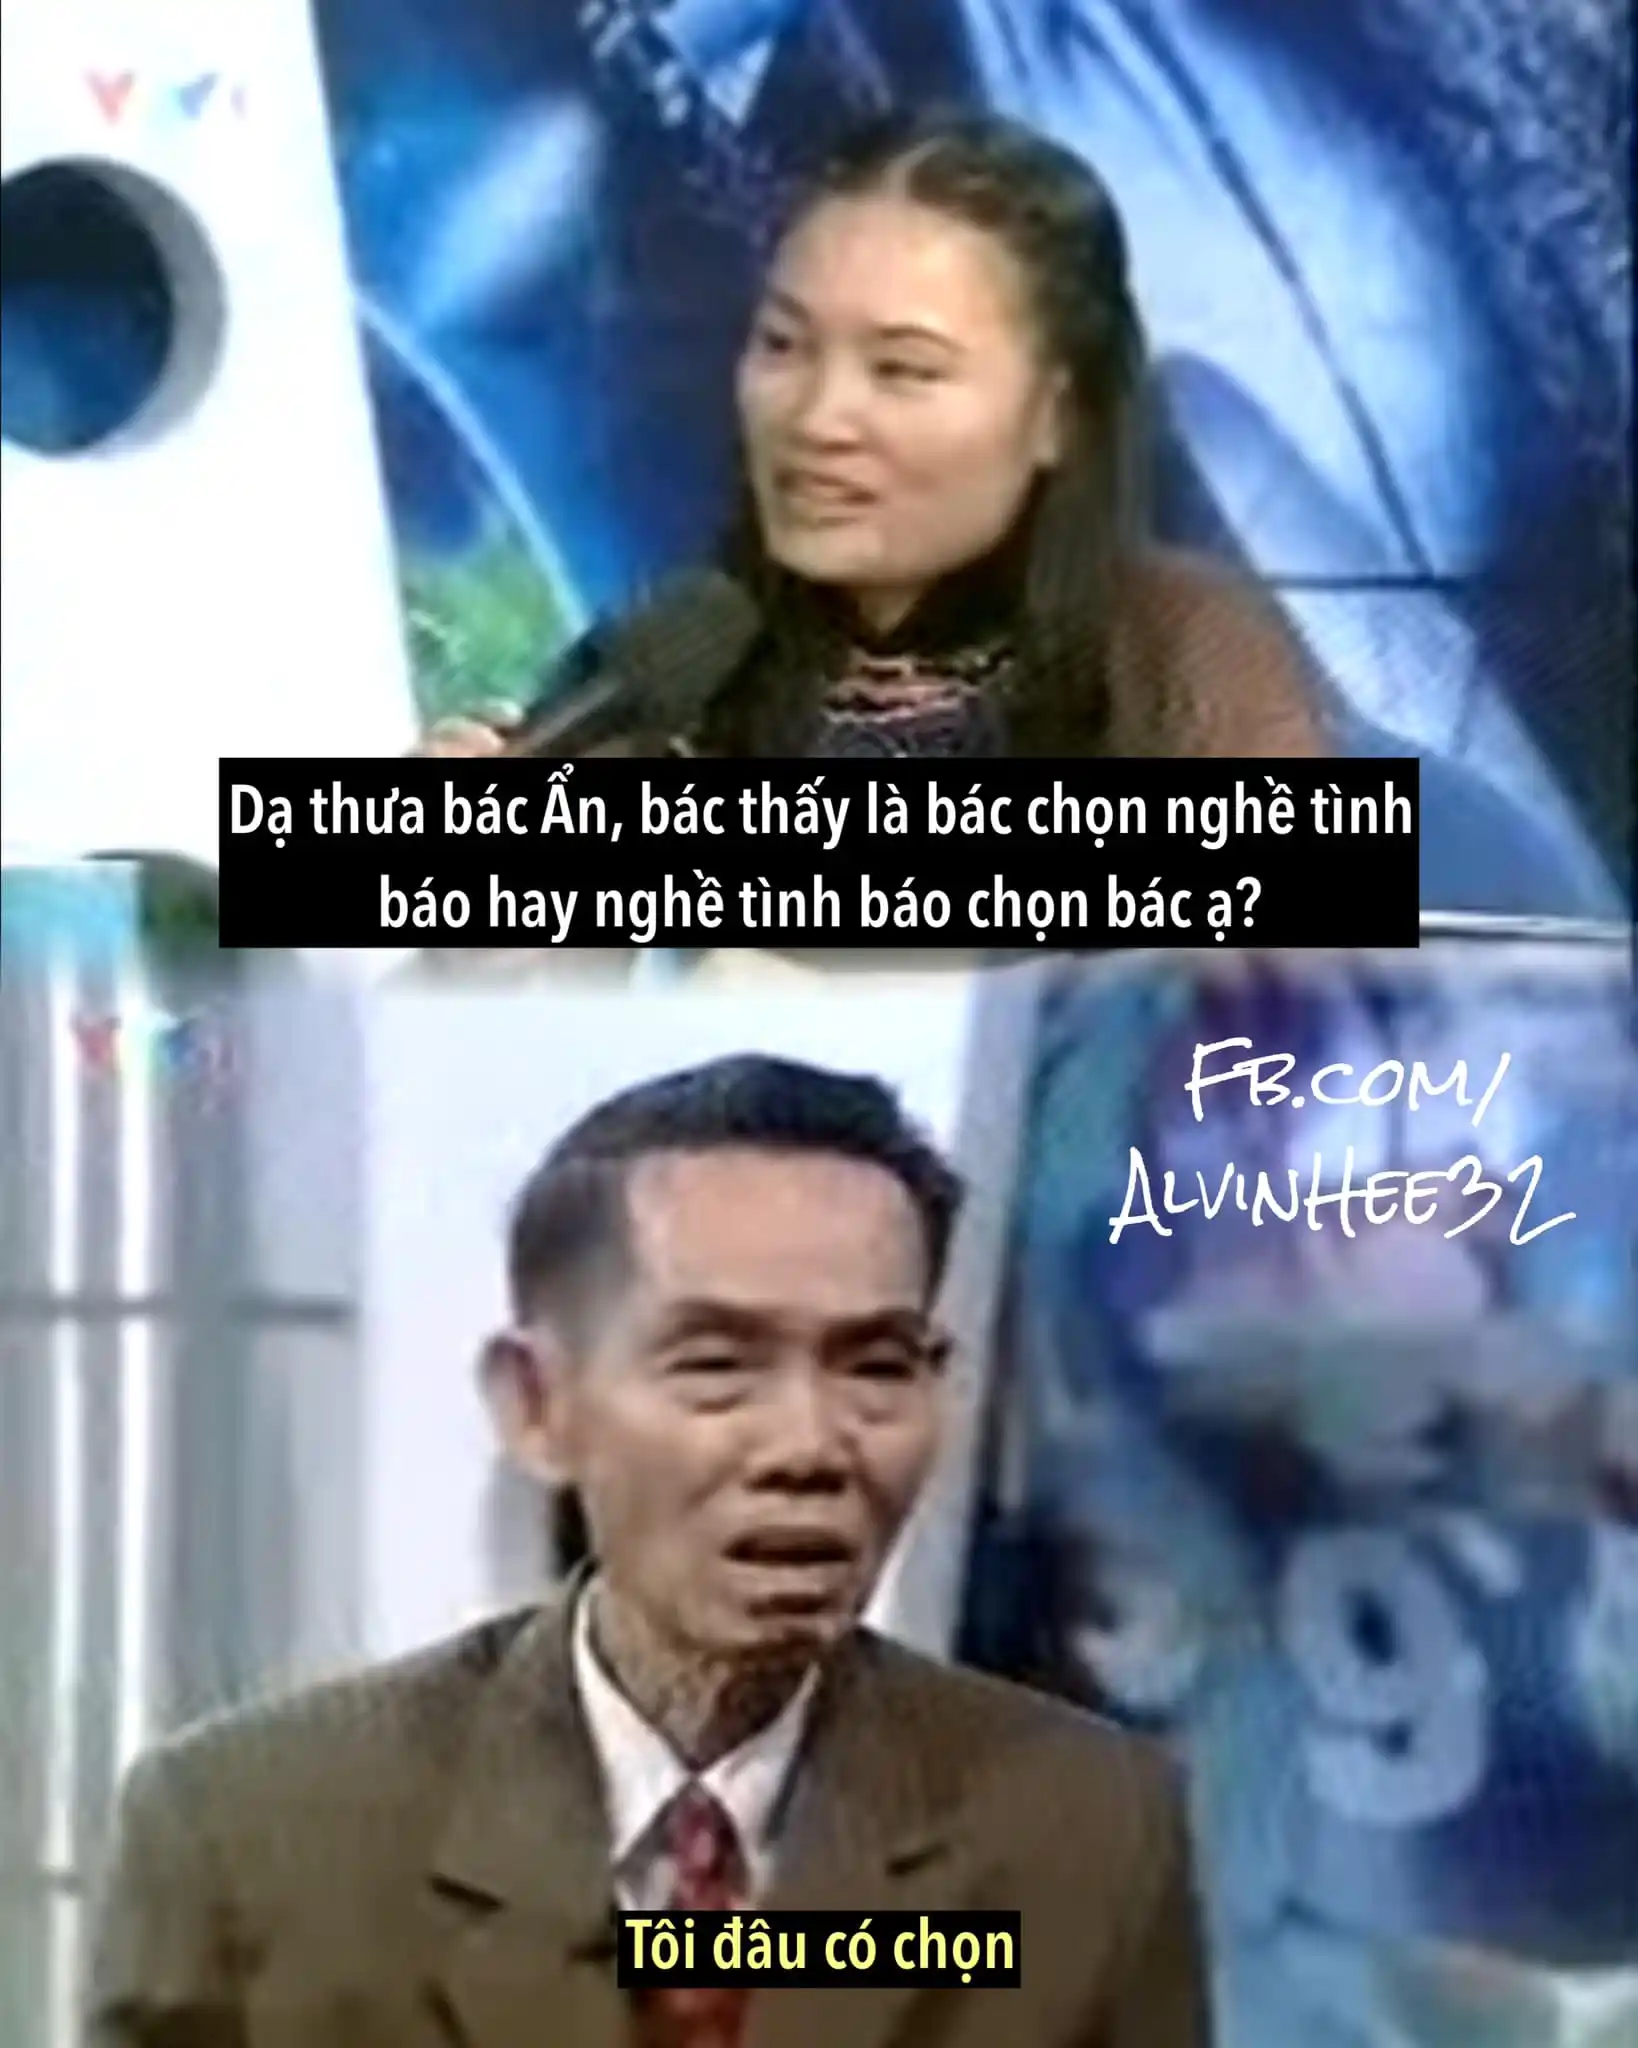 Dạ thưa bác Ẩn, bác thấy là bác chọn nghề tình
báo hay nghề tình báo chọn bác ạ?
FB.COM/
ALVINHEE32
9
Tôi đâu có chọn